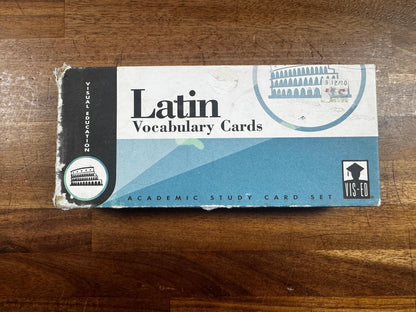 VISUAL EDUCATION
Latin
Vocabulary Cards
ACADEMIC STUDY CARD SET
VIS-ED